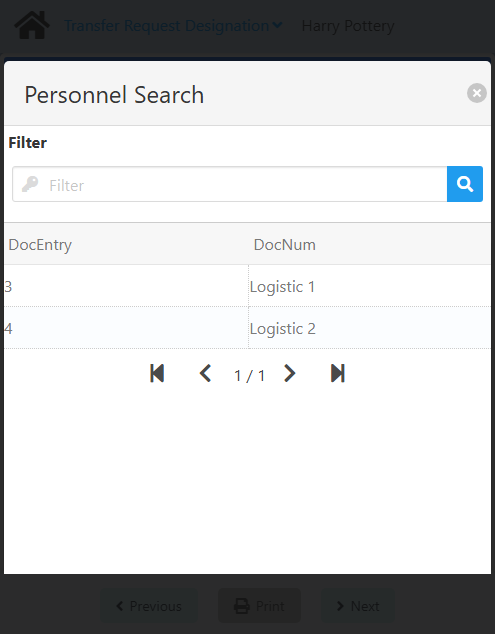 Transfer Request Designation Harry Pottery
Personnel Search
Filter
Filter
DocEntry DocNum
3 Logistic 1
4 Logistic 2
1 / 1
Previous Print Next